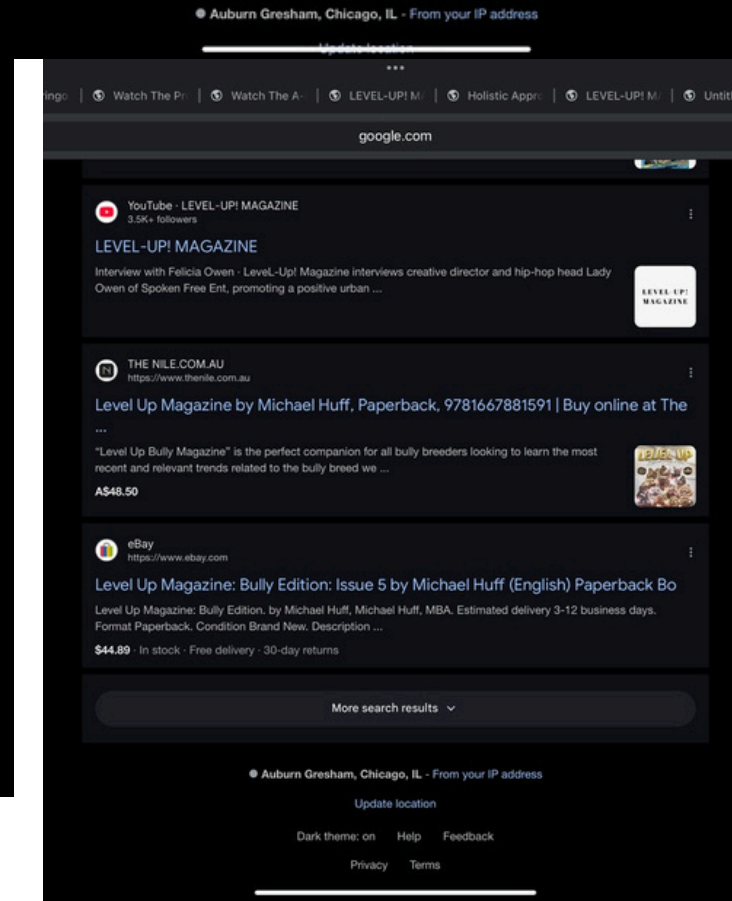 Auburn Gresham, Chicago, IL - From your IP address
Update location
Watch The Pr | Watch The A- | LEVEL-UP! M | Holistic Appr | LEVEL-UP! M | Untit
google.com
YouTube · LEVEL-UP! MAGAZINE
3.5K+ followers
LEVEL-UP! MAGAZINE
Interview with Felicia Owen · LeveL-Up! Magazine interviews creative director and hip-hop head Lady
Owen of Spoken Free Ent, promoting a positive urban ...
LEVEL-UP!
MAGAZINE
THE NILE.COM.AU
https://www.thenile.com.au
Level Up Magazine by Michael Huff, Paperback, 9781667881591 | Buy online at The
...
“Level Up Bully Magazine” is the perfect companion for all bully breeders looking to learn the most
recent and relevant trends related to the bully breed we ...
LEVEL UP
A$48.50
eBay
https://www.ebay.com
Level Up Magazine: Bully Edition: Issue 5 by Michael Huff (English) Paperback Bo
Level Up Magazine: Bully Edition. by Michael Huff, Michael Huff, MBA. Estimated delivery 3-12 business days.
Format Paperback. Condition Brand New. Description ...
$44.89 · In stock · Free delivery · 30-day returns
More search results
Auburn Gresham, Chicago, IL - From your IP address
Update location
Dark theme: on Help Feedback
Privacy Terms